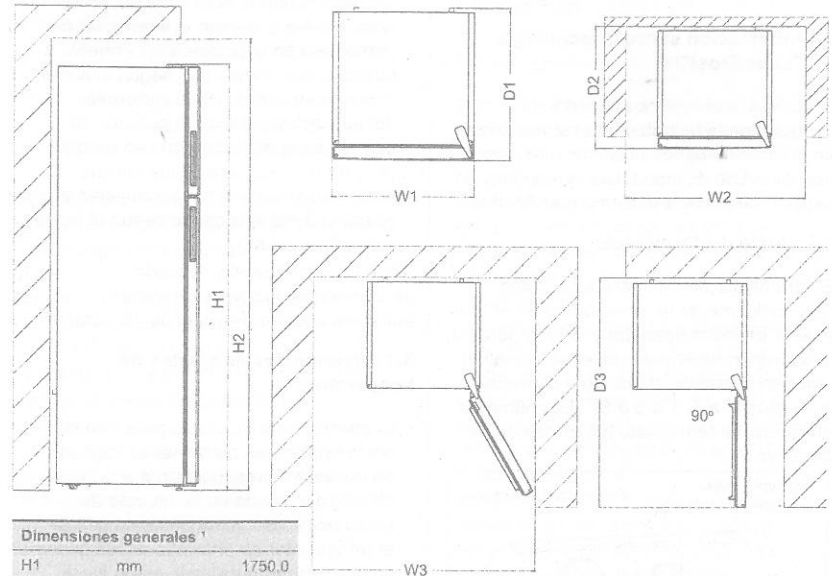 D1
D2
W1
W2
H1
H2
D3
90º
W3
Dimensiones generales ¹
H1 mm 1750.0